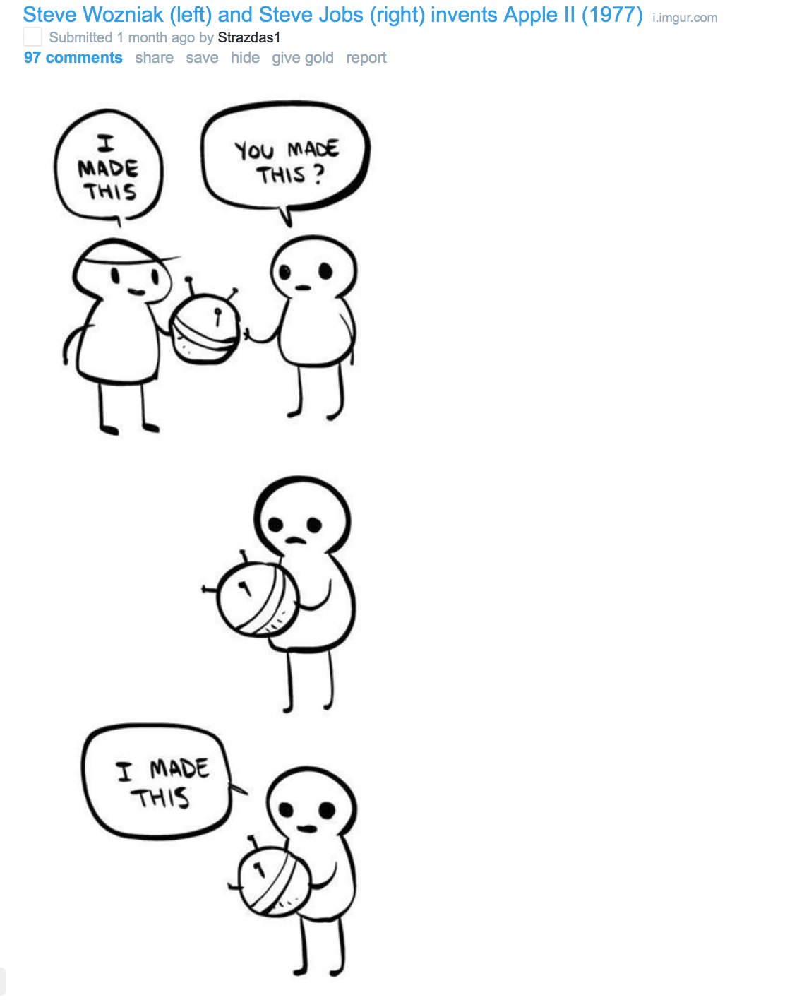 Steve Wozniak (left) and Steve Jobs (right) invents Apple II (1977) i.imgur.com
Submitted 1 month ago by Strazdas1
97 comments share save hide give gold report
I
MADE
THIS
YOU MADE
THIS?
I MADE
THIS